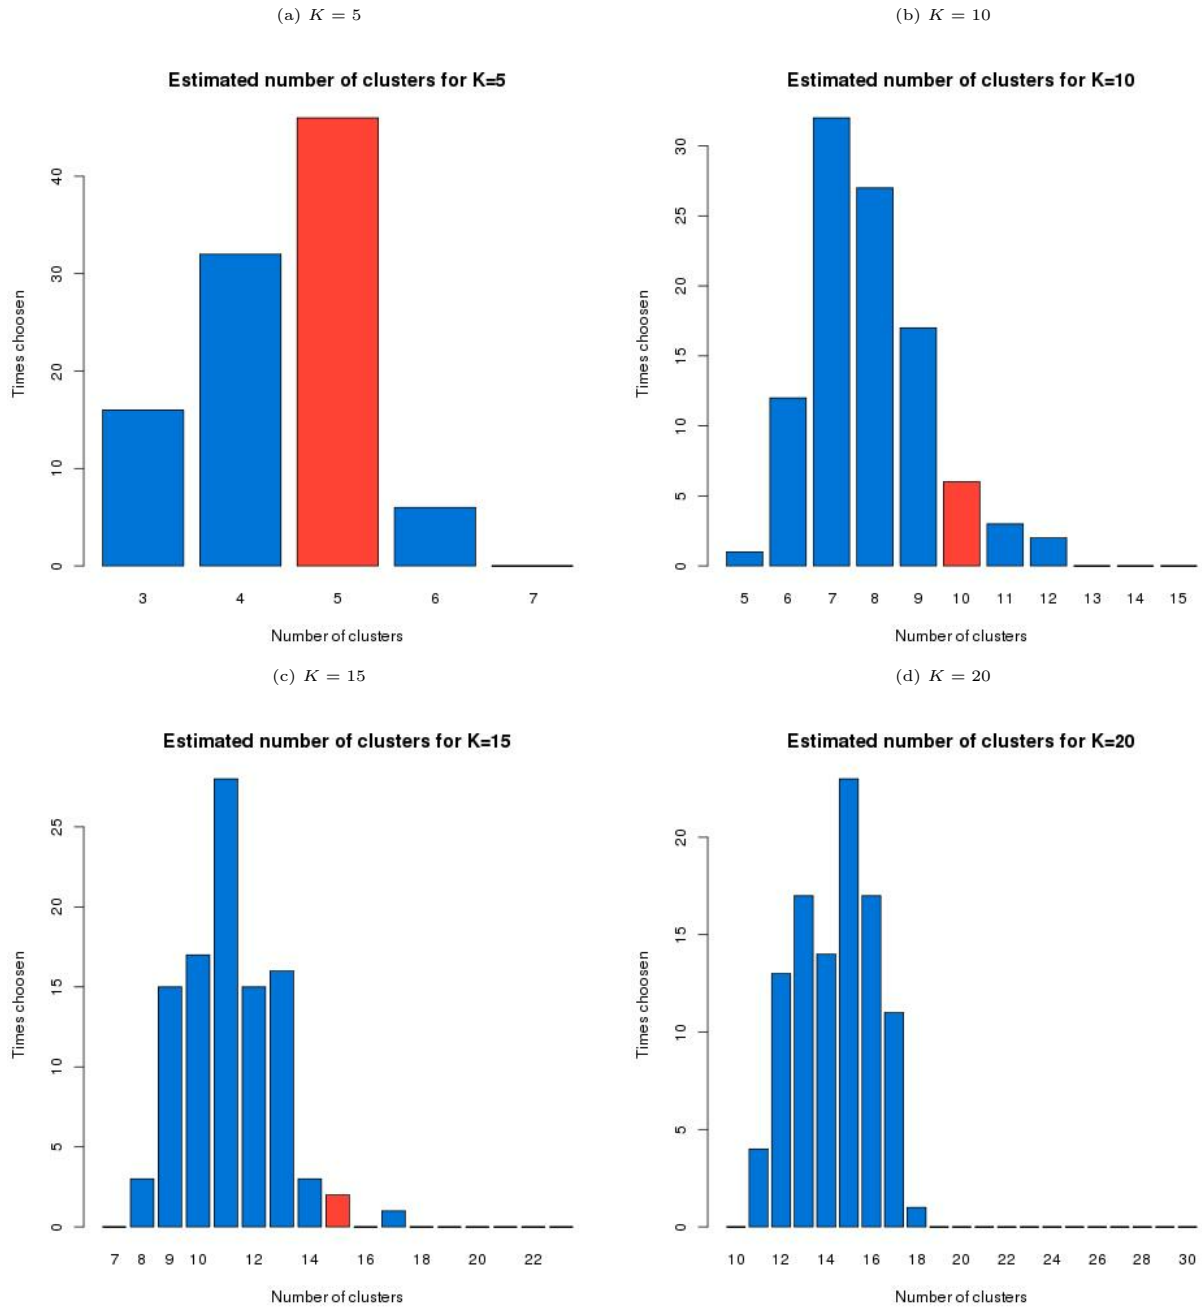 (a) K = 5
Estimated number of clusters for K=5
Times choosen
0 10 20 30 40
3 4 5 6 7
Number of clusters
(b) K = 10
Estimated number of clusters for K=10
Times choosen
0 5 10 15 20 25 30
5 6 7 8 9 10 11 12 13 14 15
Number of clusters
(c) K = 15
Estimated number of clusters for K=15
Times choosen
0 5 10 15 20 25
7 8 9 10 12 14 16 18 20 22
Number of clusters
(d) K = 20
Estimated number of clusters for K=20
Times choosen
0 5 10 15 20
10 12 14 16 18 20 22 24 26 28 30
Number of clusters